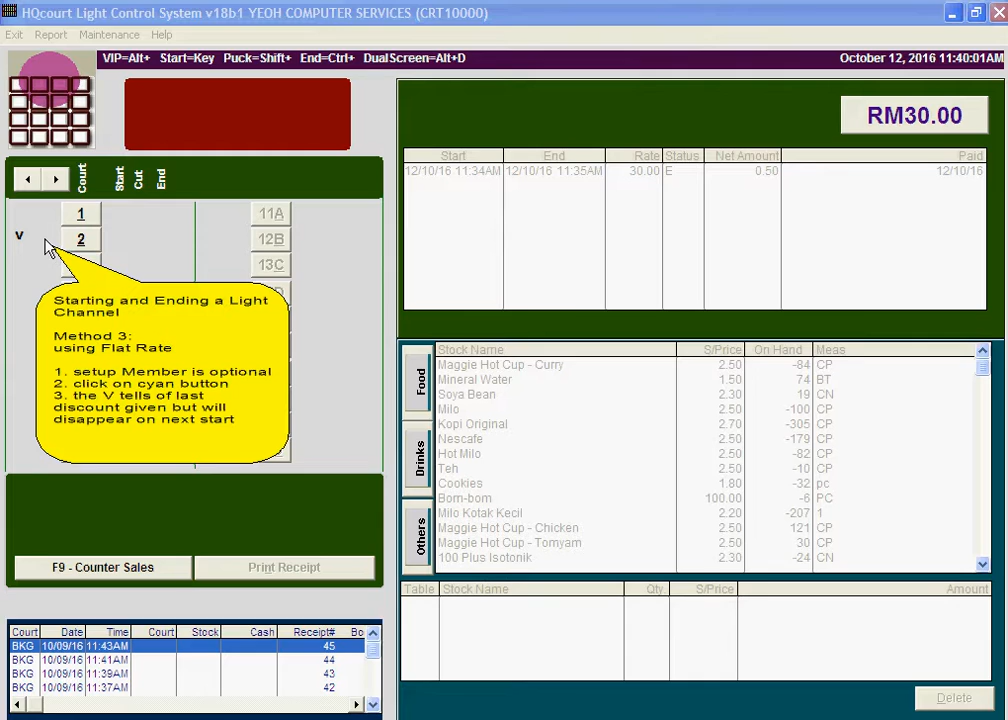 HQcourt Light Control System v18b1 YEOH COMPUTER SERVICES (CRT10000)
Exit Report Maintenance Help
VIP=Alt+ Start=Key Puck=Shift+ End=Ctrl+ DualScreen=Alt+D October 12, 2016 11:40:01AM
RM30.00
Court Start Cut End
Start End Rate Status Net Amount Paid
12/10/16 11:34AM 12/10/16 11:35AM 30.00 E 0.50 12/10/16
1 11A
V 2 12B
13C
Starting and Ending a Light
Channel
Method 3:
using Flat Rate
1. setup Member is optional
2. click on cyan button
3. the V tells of last
discount given but will
disappear on next start
F9 - Counter Sales Print Receipt
Food
Drinks
Others
Stock Name S/Price On Hand Meas
Maggie Hot Cup - Curry 2.50 -84 CP
Mineral Water 1.50 74 BT
Soya Bean 2.30 19 CN
Milo 2.50 -100 CP
Kopi Original 2.70 -305 CP
Nescafe 2.50 -179 CP
Hot Milo 2.50 -82 CP
Teh 2.50 -10 CP
Cookies 1.80 -32 pc
Bom-bom 100.00 -6 PC
Milo Kotak Kecil 2.20 -207 1
Maggie Hot Cup - Chicken 2.50 121 CP
Maggie Hot Cup - Tomyam 2.50 30 CP
100 Plus Isotonik 2.30 -24 CN
Table Stock Name Qty S/Price Amount
Court Date Time Court Stock Cash Receipt# Bo
BKG 10/09/16 11:43AM 45
BKG 10/09/16 11:41AM 44
BKG 10/09/16 11:39AM 43
BKG 10/09/16 11:37AM 42
Delete